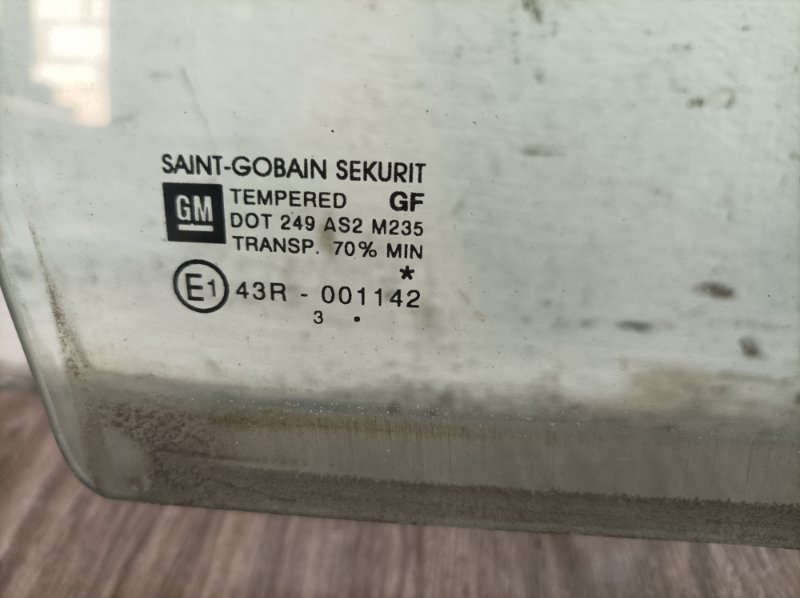 SAINT-GOBAIN SEKURIT
GM TEMPERED GF
DOT 249 AS2 M235
TRANSP. 70% MIN
*
E1 43R - 001142
3 .